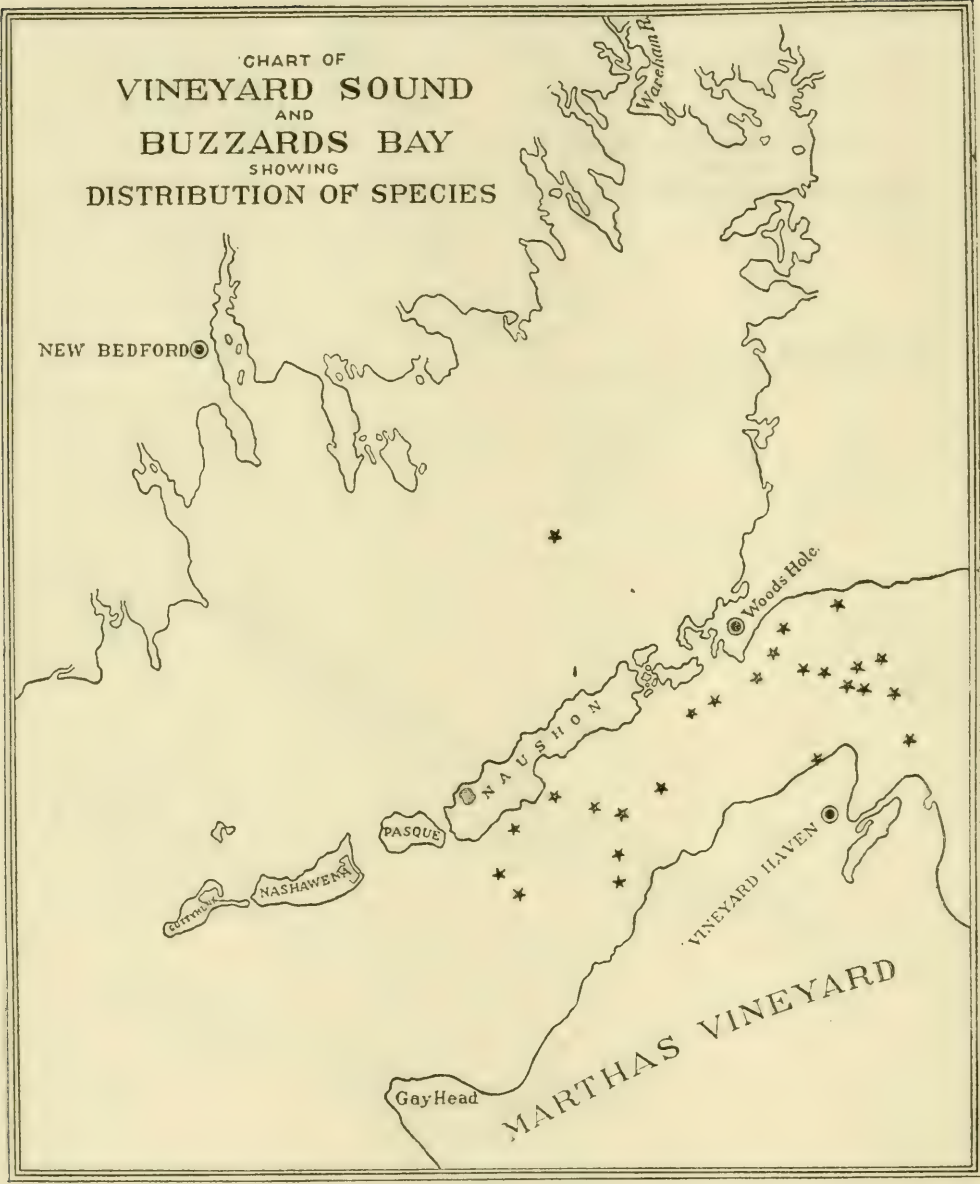 CHART OF
VINEYARD SOUND
AND
BUZZARDS BAY
SHOWING
DISTRIBUTION OF SPECIES
Wareham R.
NEW BEDFORD
Woods Hole.
NAUSHON
PASQUE
NASHAWENA
CUTTYHUNK
VINEYARD HAVEN
MARTHAS VINEYARD
Gay Head